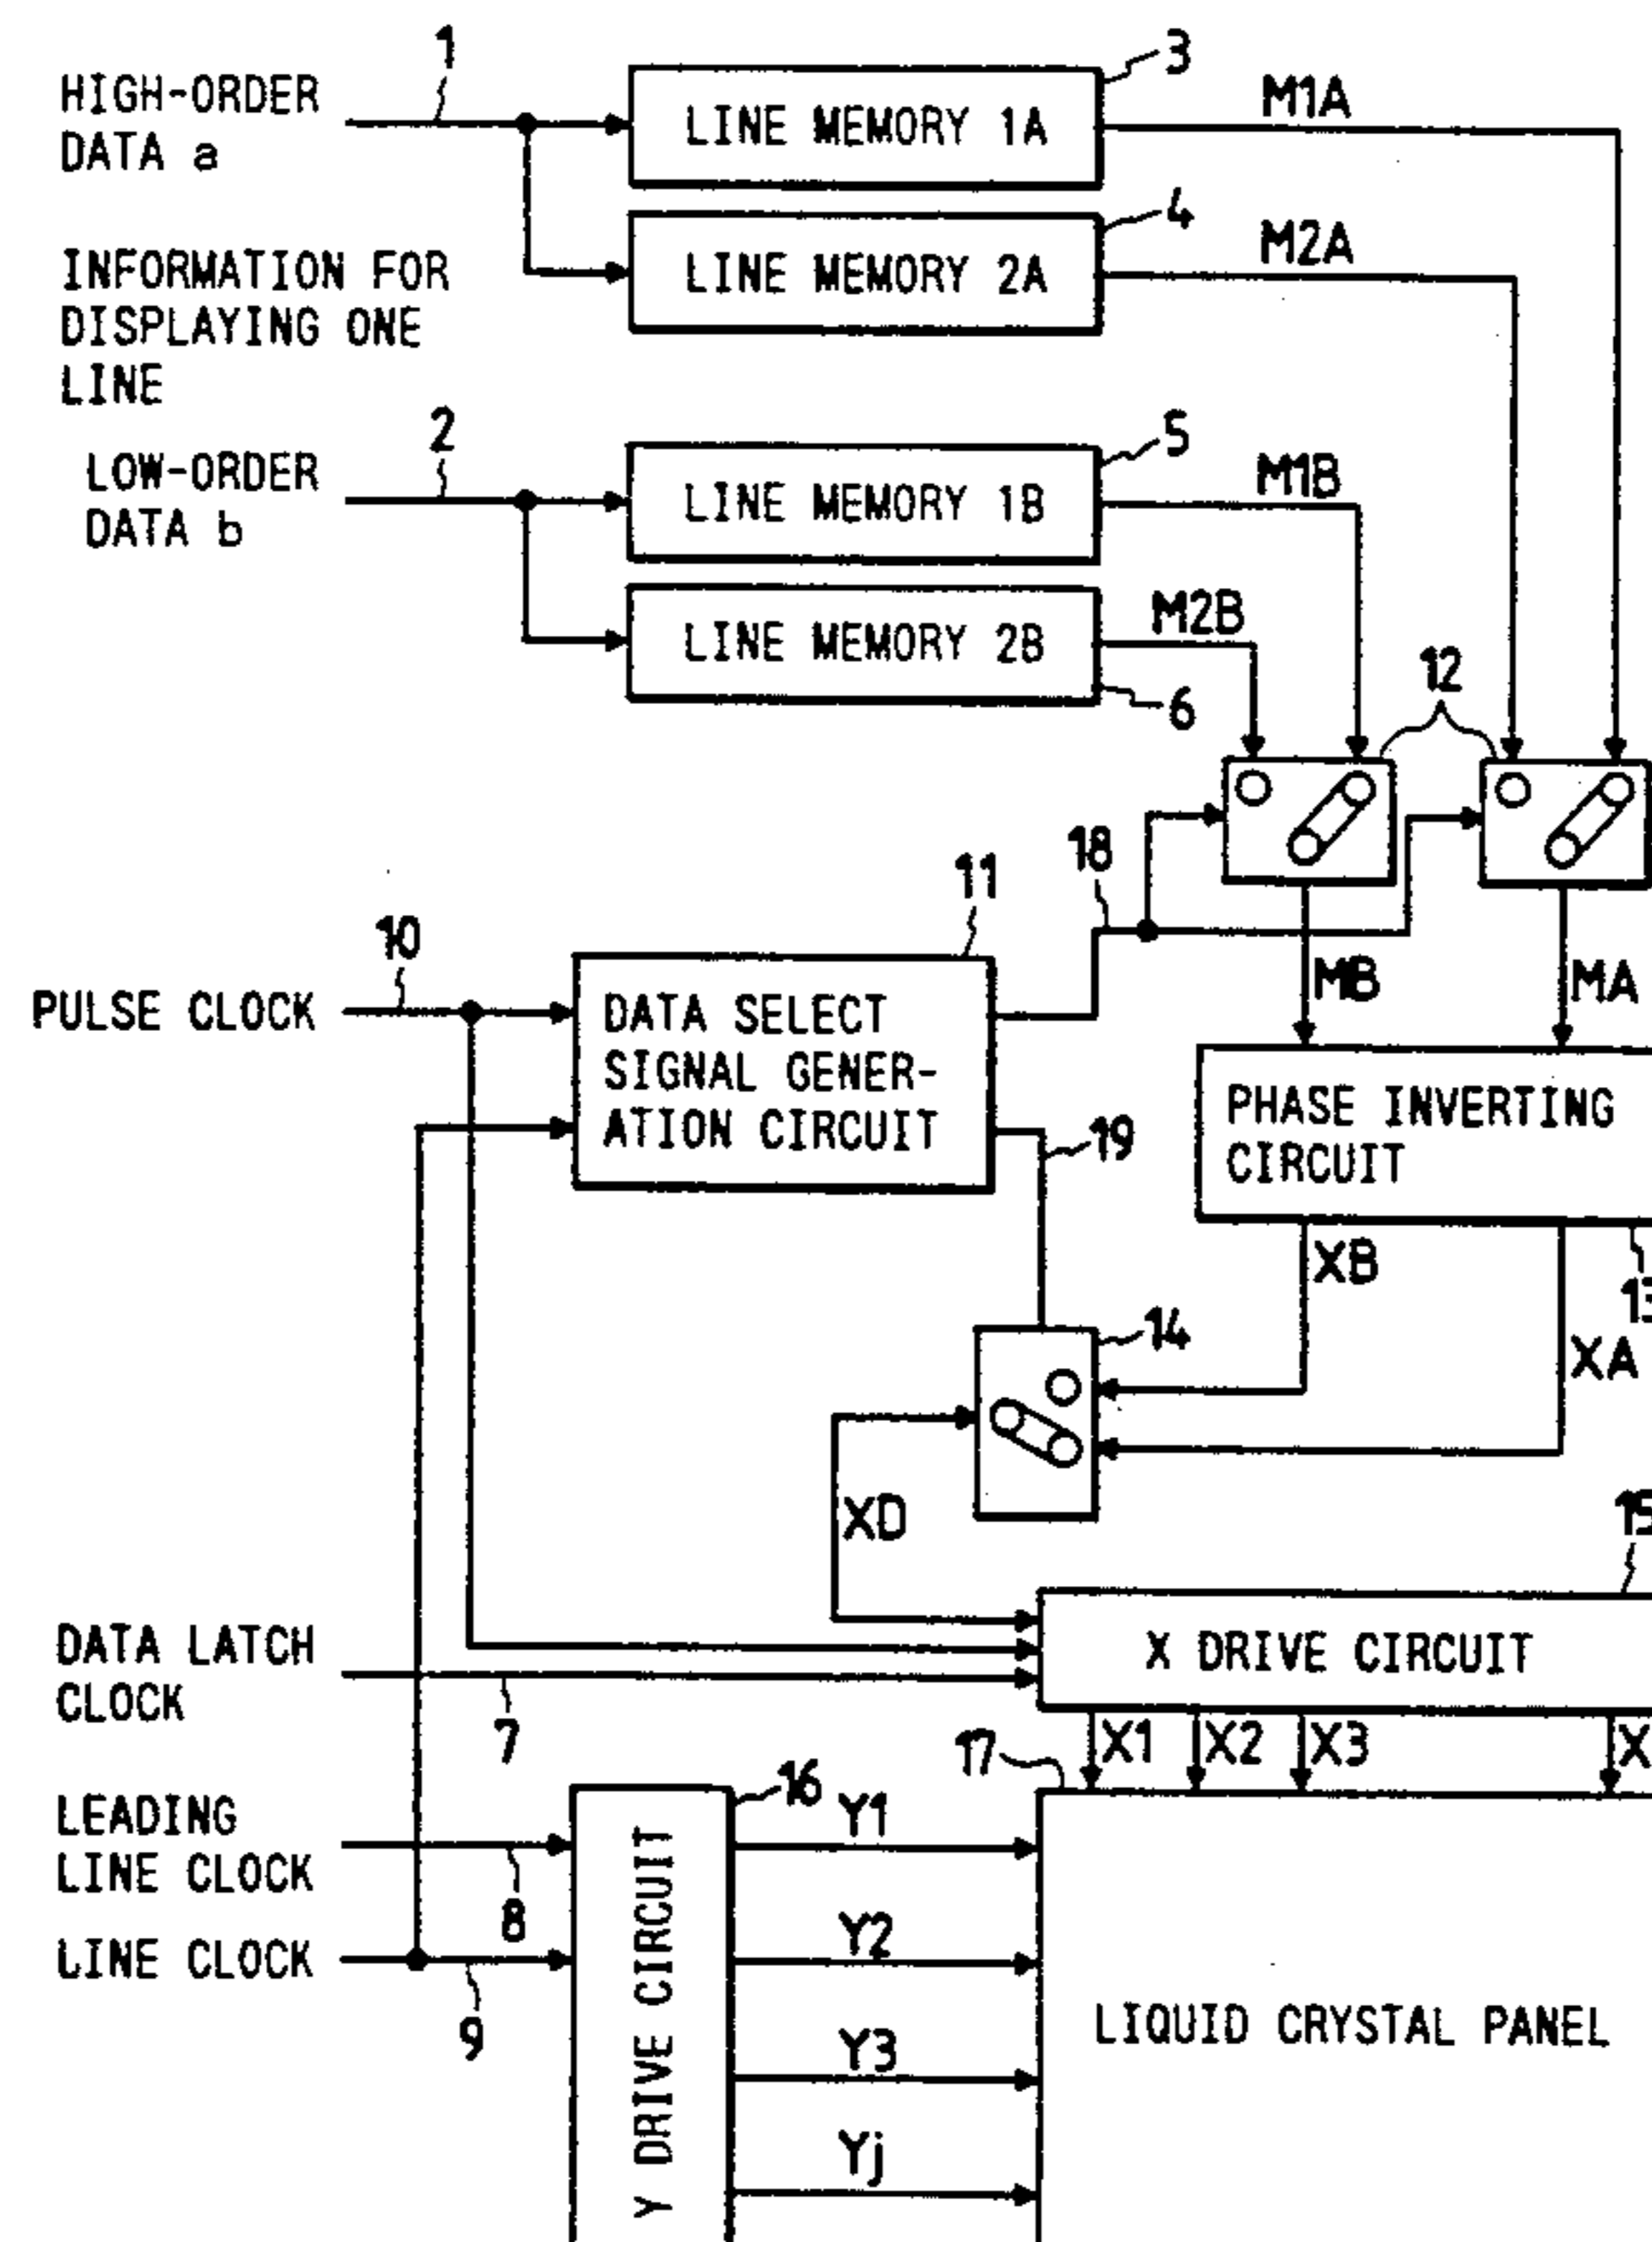 1
HIGH-ORDER
DATA a
3
LINE MEMORY 1A
M1A
4
LINE MEMORY 2A
M2A
INFORMATION FOR
DISPLAYING ONE
LINE
2
LOW-ORDER
DATA b
5
LINE MEMORY 1B
M1B
LINE MEMORY 2B
M2B
6
12
18
11
10
PULSE CLOCK
DATA SELECT
SIGNAL GENER-
ATION CIRCUIT
MB
MA
19
PHASE INVERTING
CIRCUIT
XB
13
14
XA
XD
15
DATA LATCH
CLOCK
7
X DRIVE CIRCUIT
X1
X2
X3
X
17
16
LEADING
LINE CLOCK
8
LINE CLOCK
9
Y DRIVE CIRCUIT
Y1
Y2
Y3
Yj
LIQUID CRYSTAL PANEL